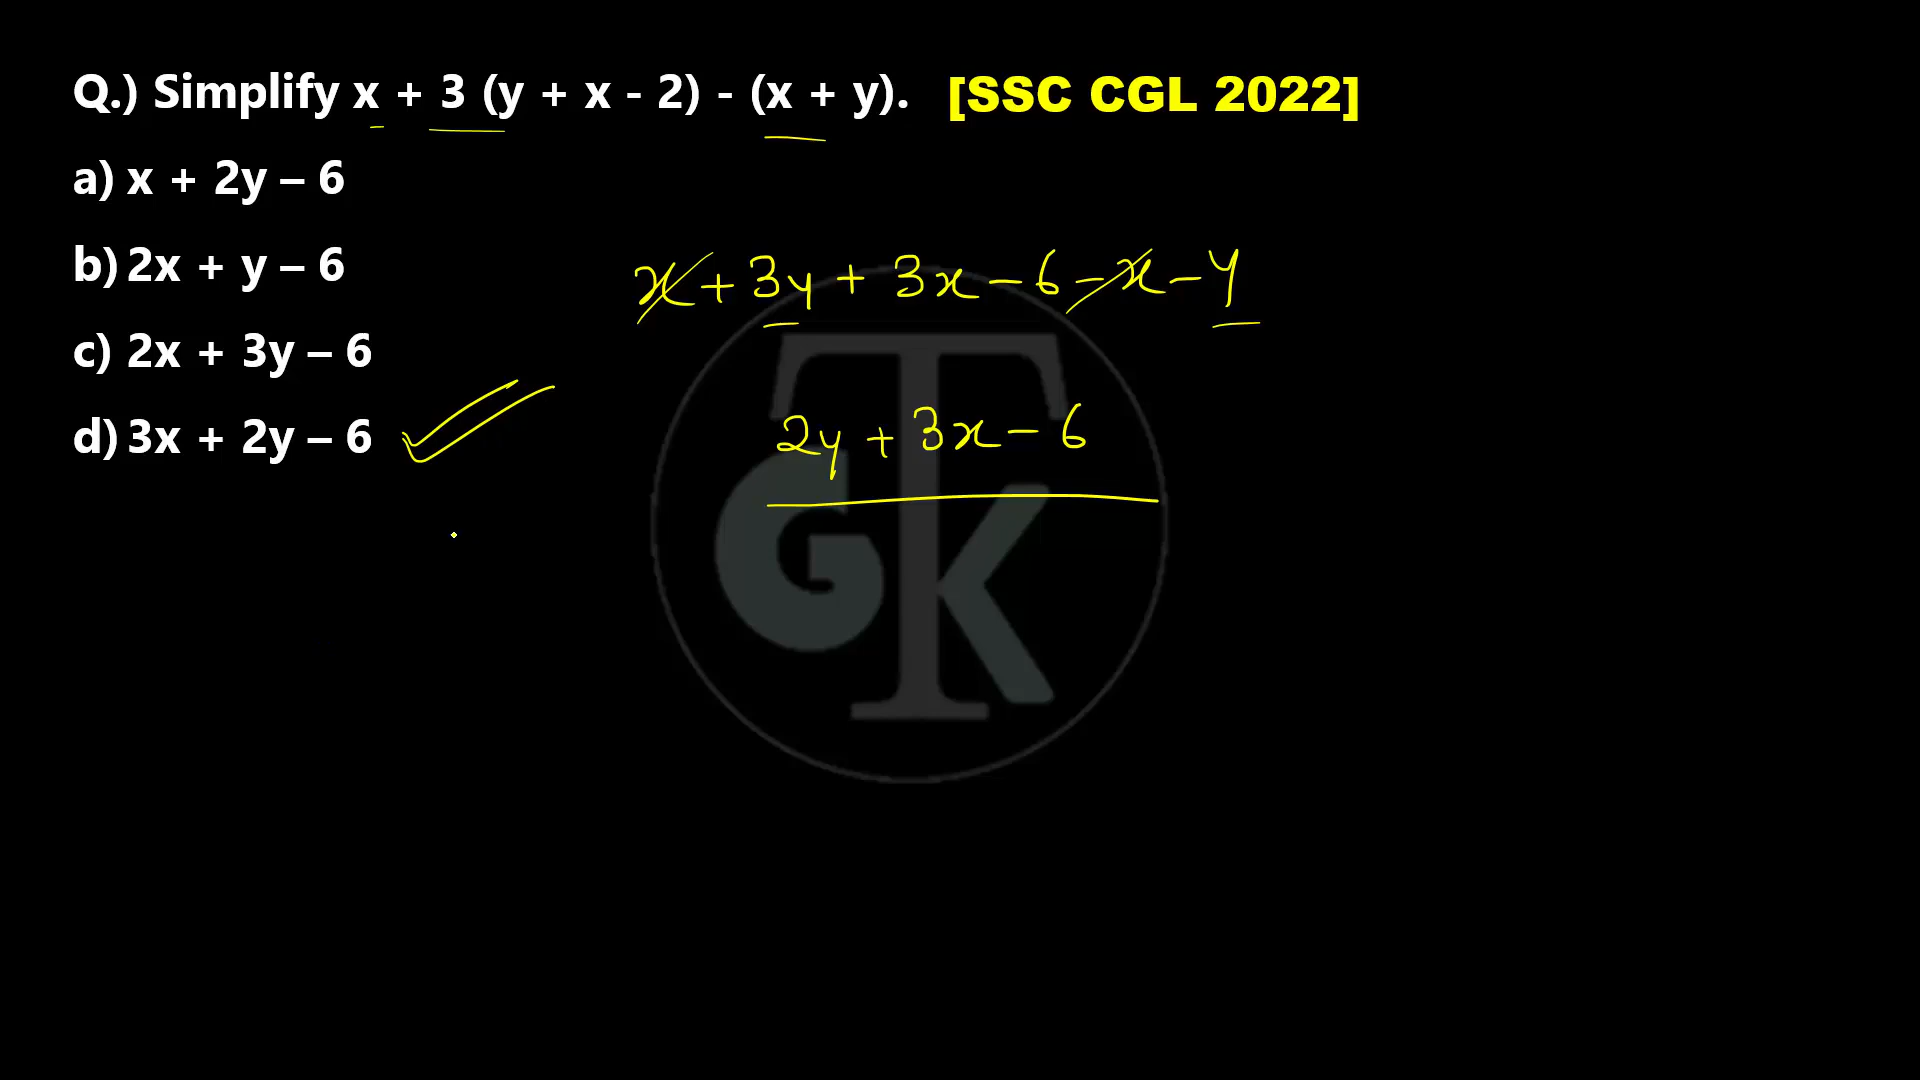 Q.) Simplify x + 3 (y + x - 2) - (x + y). [SSC CGL 2022]
a) x + 2y – 6
b) 2x + y – 6
c) 2x + 3y – 6
d) 3x + 2y – 6
x + 3y + 3x - 6 - x - y
2y + 3x - 6
GTK